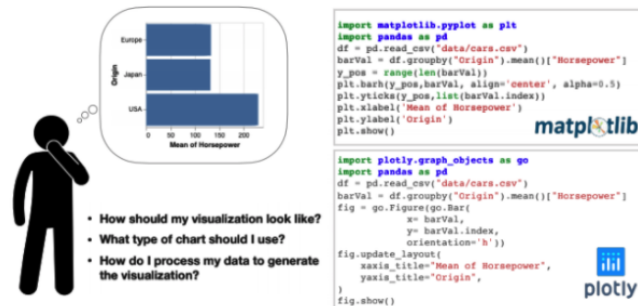 Europe
Japan
USA
Origin
0 50 100 150 200
Mean of Horsepower
• How should my visualization look like?
• What type of chart should I use?
• How do I process my data to generate
the visualization?
import matplotlib.pyplot as plt
import pandas as pd
df = pd.read_csv("data/cars.csv")
barVal = df.groupby("Origin").mean()["Horsepower"]
y_pos = range(len(barVal))
plt.barh(y_pos,barVal, align='center', alpha=0.5)
plt.yticks(y_pos,list(barVal.index))
plt.xlabel('Mean of Horsepower')
plt.ylabel('Origin')
plt.show()
matplotlib
import plotly.graph_objects as go
import pandas as pd
df = pd.read_csv("data/cars.csv")
barVal = df.groupby("Origin").mean()["Horsepower"]
fig = go.Figure(go.Bar(
x= barVal,
y= barVal.index,
orientation='h'))
fig.update_layout(
xaxis_title="Mean of Horsepower",
yaxis_title="Origin",
)
fig.show()
plotly